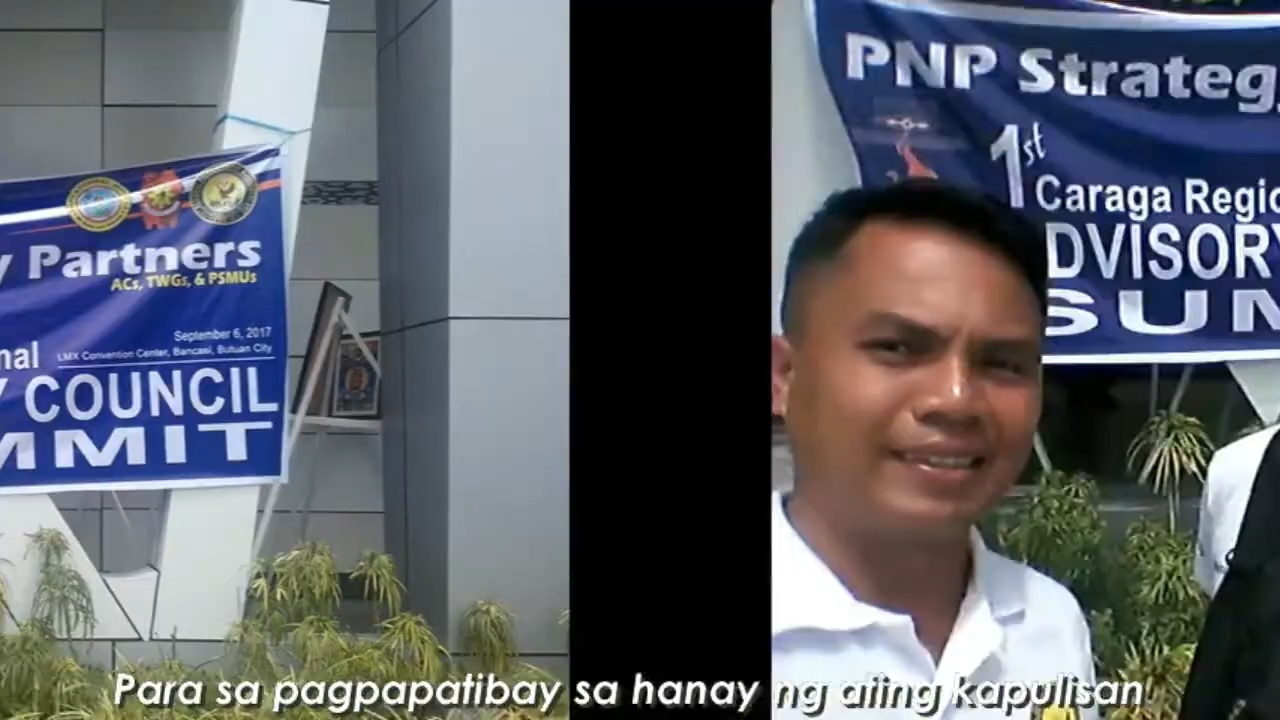 y Partners
ACs, TWGs, & PSMUs
September 6, 2017
LMX Convention Center, Bancasi, Butuan City
nal
Y COUNCIL
MMIT
PNP Strateg
1st
Caraga Regio
DVISORY
SUM
Para sa pagpapatibay sa hanay ng ating kapulisan